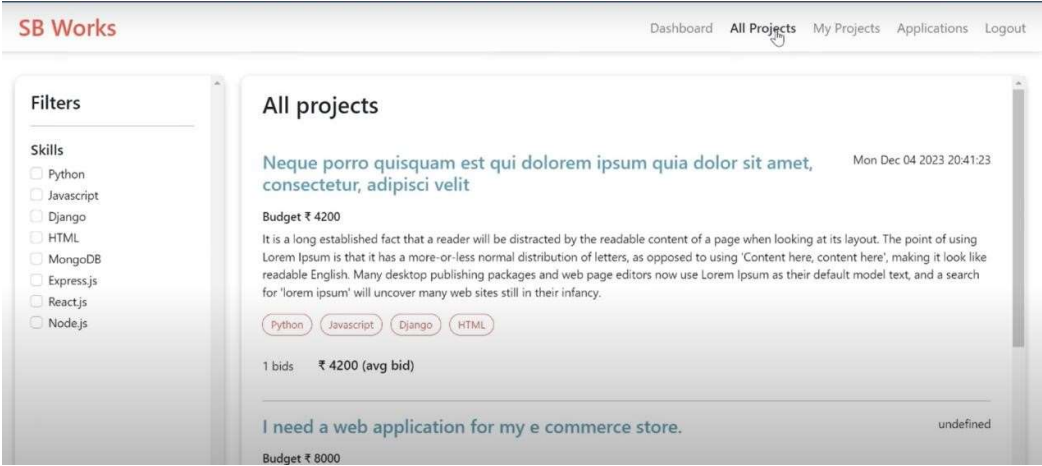 SB Works
Dashboard All Projects My Projects Applications Logout
Filters
Skills
Python
Javascript
Django
HTML
MongoDB
Express.js
React.js
Node.js
All projects
Neque porro quisquam est qui dolorem ipsum quia dolor sit amet,
consectetur, adipisci velit
Mon Dec 04 2023 20:41:23
Budget ₹ 4200
It is a long established fact that a reader will be distracted by the readable content of a page when looking at its layout. The point of using
Lorem Ipsum is that it has a more-or-less normal distribution of letters, as opposed to using 'Content here, content here', making it look like
readable English. Many desktop publishing packages and web page editors now use Lorem Ipsum as their default model text, and a search
for 'lorem ipsum' will uncover many web sites still in their infancy.
Python Javascript Django HTML
1 bids ₹ 4200 (avg bid)
I need a web application for my e commerce store.
undefined
Budget ₹ 8000